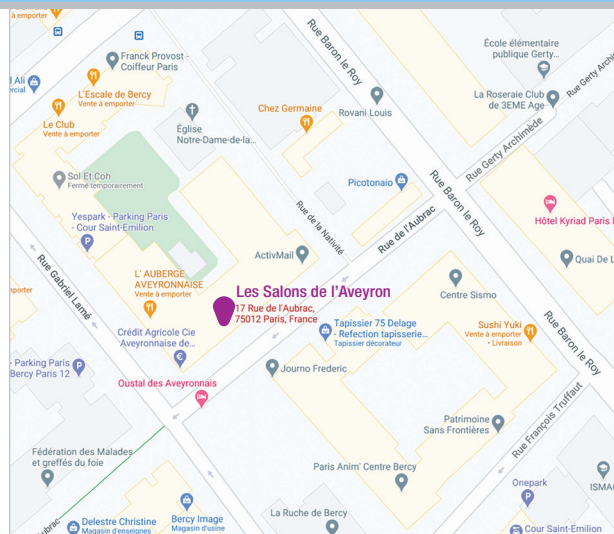 à emporter
Franck Provost -
Coiffeur Paris
École élémentaire
publique Gerty...
Rue Baron le Roy
Ali
rcial
L'Escale de Bercy
Vente à emporter
La Roseraie Club
de 3EME Age
Rue Gerty Archi
Chez Germaine
Rovani Louis
Le Club
Vente à emporter
Église
Notre-Dame-de-la...
Rue Gerty Archimède
Sol Et Coh
Fermé temporairement
Picotonaio
Rue Baron le Roy
Yespark - Parking Paris
- Cour Saint-Emilion
P
Rue de la Nativité
Rue de l'Aubrac
Hôtel Kyriad Paris
ActivMail
Quai De L
Rue Gabriel Lamé
L' AUBERGE
AVEYRONNAISE
Vente à emporter
porter
Les Salons de l'Aveyron
17 Rue de l'Aubrac,
75012 Paris, France
Centre Sismo
Crédit Agricole Cie
Aveyronnaise de...
€
Tapissier 75 Delage
- Refection tapisserie...
Tapissier décorateur
Sushi Yuki
Vente à emporter
· Livraison
Rue Baron le Roy
- Parking Paris
Bercy Paris 12
P
Journo Frederic
Oustal des Aveyronnais
Patrimoine
Sans Frontières
Rue François Truffaut
Fédération des Malades
et greffés du foie
Paris Anim' Centre Bercy
Onepark
P
ISMA
La Ruche de Bercy
Delestre Christine
Magasin d'enseignes
Bercy Image
Magasin d'usine
ubrac
Cour Saint-Emilion